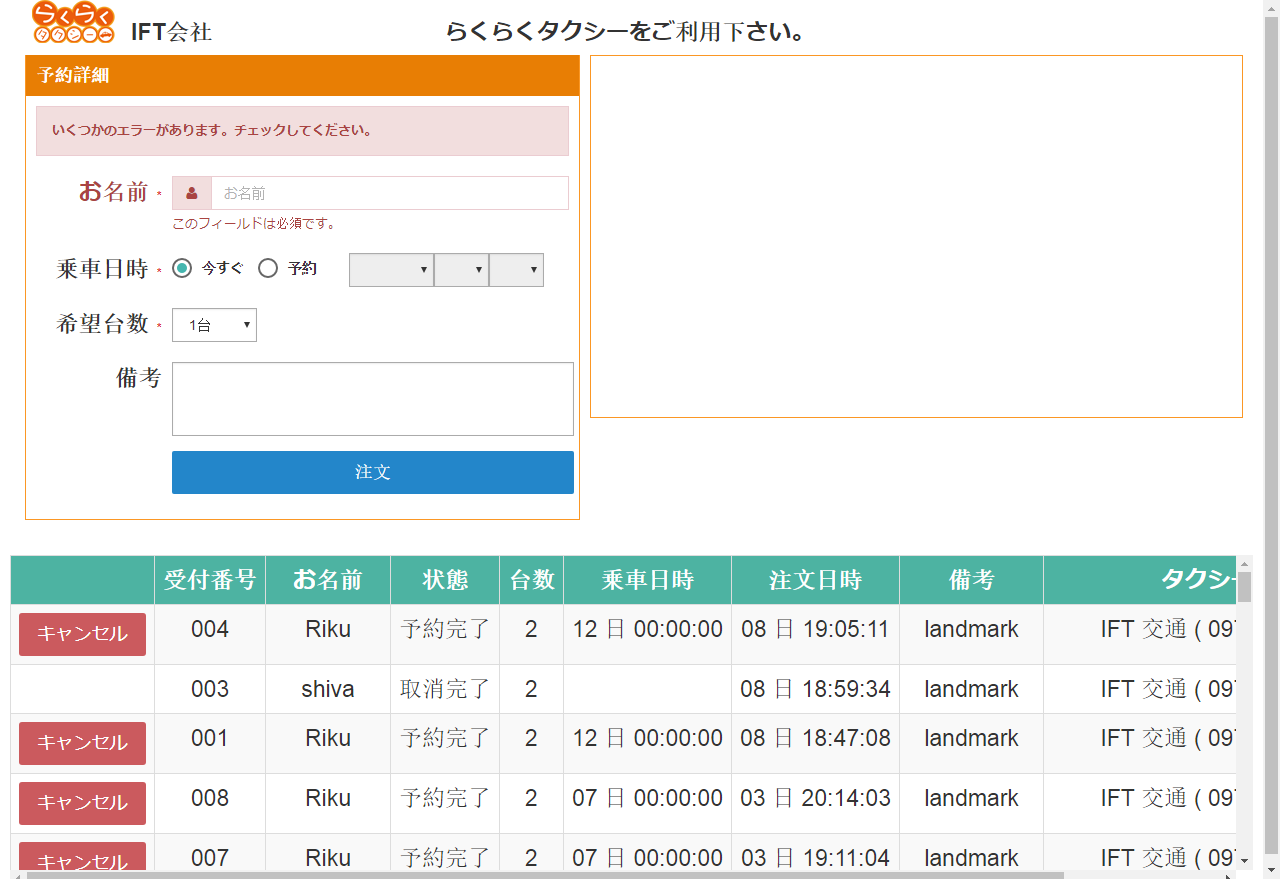 らくらく
タクシー
IFT会社
らくらくタクシーをご利用下さい。
予約詳細
いくつかのエラーがあります。チェックしてください。
お名前 * お名前
このフィールドは必須です。
乗車日時 * 今すぐ 予約
希望台数 * 1台
備考
注文
受付番号 お名前 状態 台数 乗車日時 注文日時 備考 タクシー
キャンセル 004 Riku 予約完了 2 12 日 00:00:00 08 日 19:05:11 landmark IFT 交通 ( 097
003 shiva 取消完了 2 08 日 18:59:34 landmark IFT 交通 ( 097
キャンセル 001 Riku 予約完了 2 12 日 00:00:00 08 日 18:47:08 landmark IFT 交通 ( 097
キャンセル 008 Riku 予約完了 2 07 日 00:00:00 03 日 20:14:03 landmark IFT 交通 ( 097
キャンセル 007 Riku 予約完了 2 07 日 00:00:00 03 日 19:11:04 landmark IFT 交通 ( 097